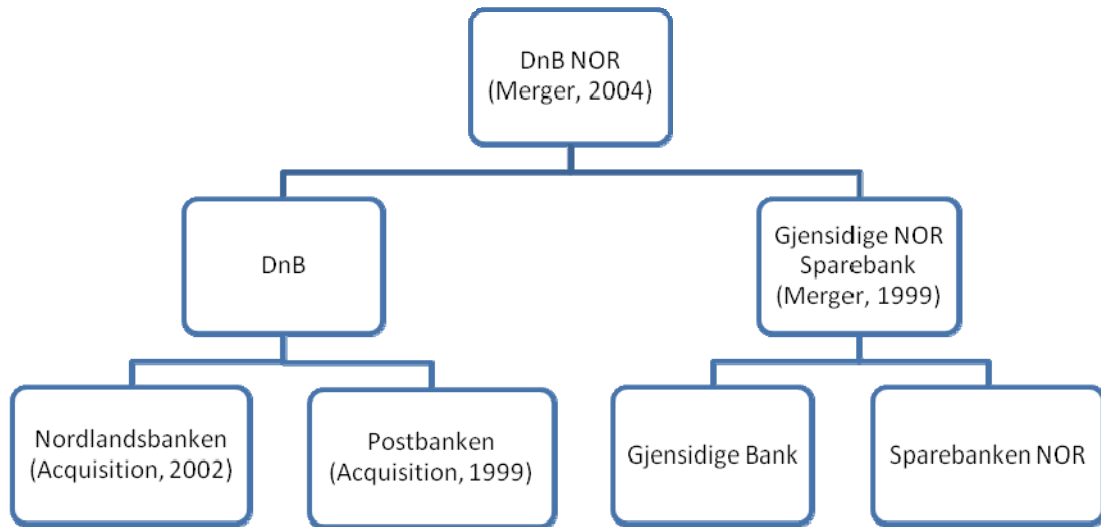 DnB NOR
(Merger, 2004)
DnB
Gjensidige NOR
Sparebank
(Merger, 1999)
Nordlandsbanken
(Acquisition, 2002)
Postbanken
(Acquisition, 1999)
Gjensidige Bank
Sparebanken NOR